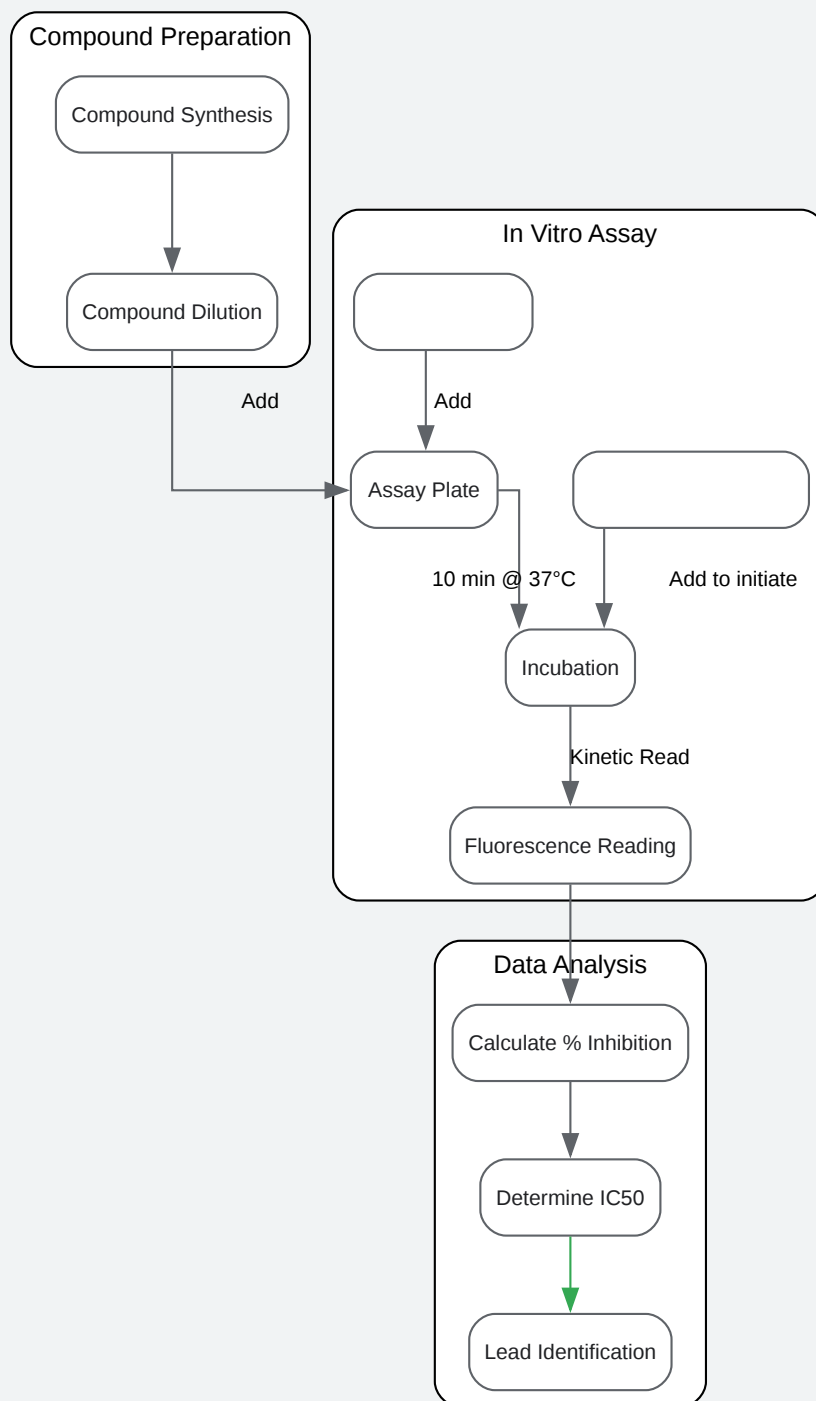 Compound Preparation
Compound Synthesis
Compound Dilution
Add
In Vitro Assay
Add
Assay Plate
10 min @ 37°C
Add to initiate
Incubation
Kinetic Read
Fluorescence Reading
Data Analysis
Calculate % Inhibition
Determine IC50
Lead Identification